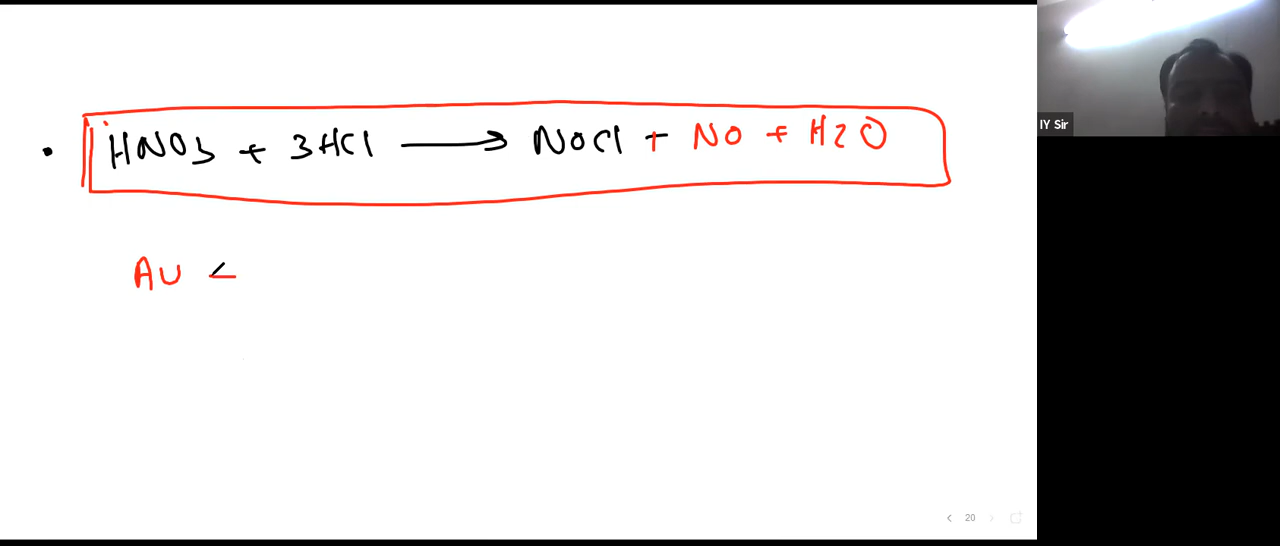 • HNO3 + 3HCl ⟶ NOCl + NO + H2O
IY Sir
Au <
20